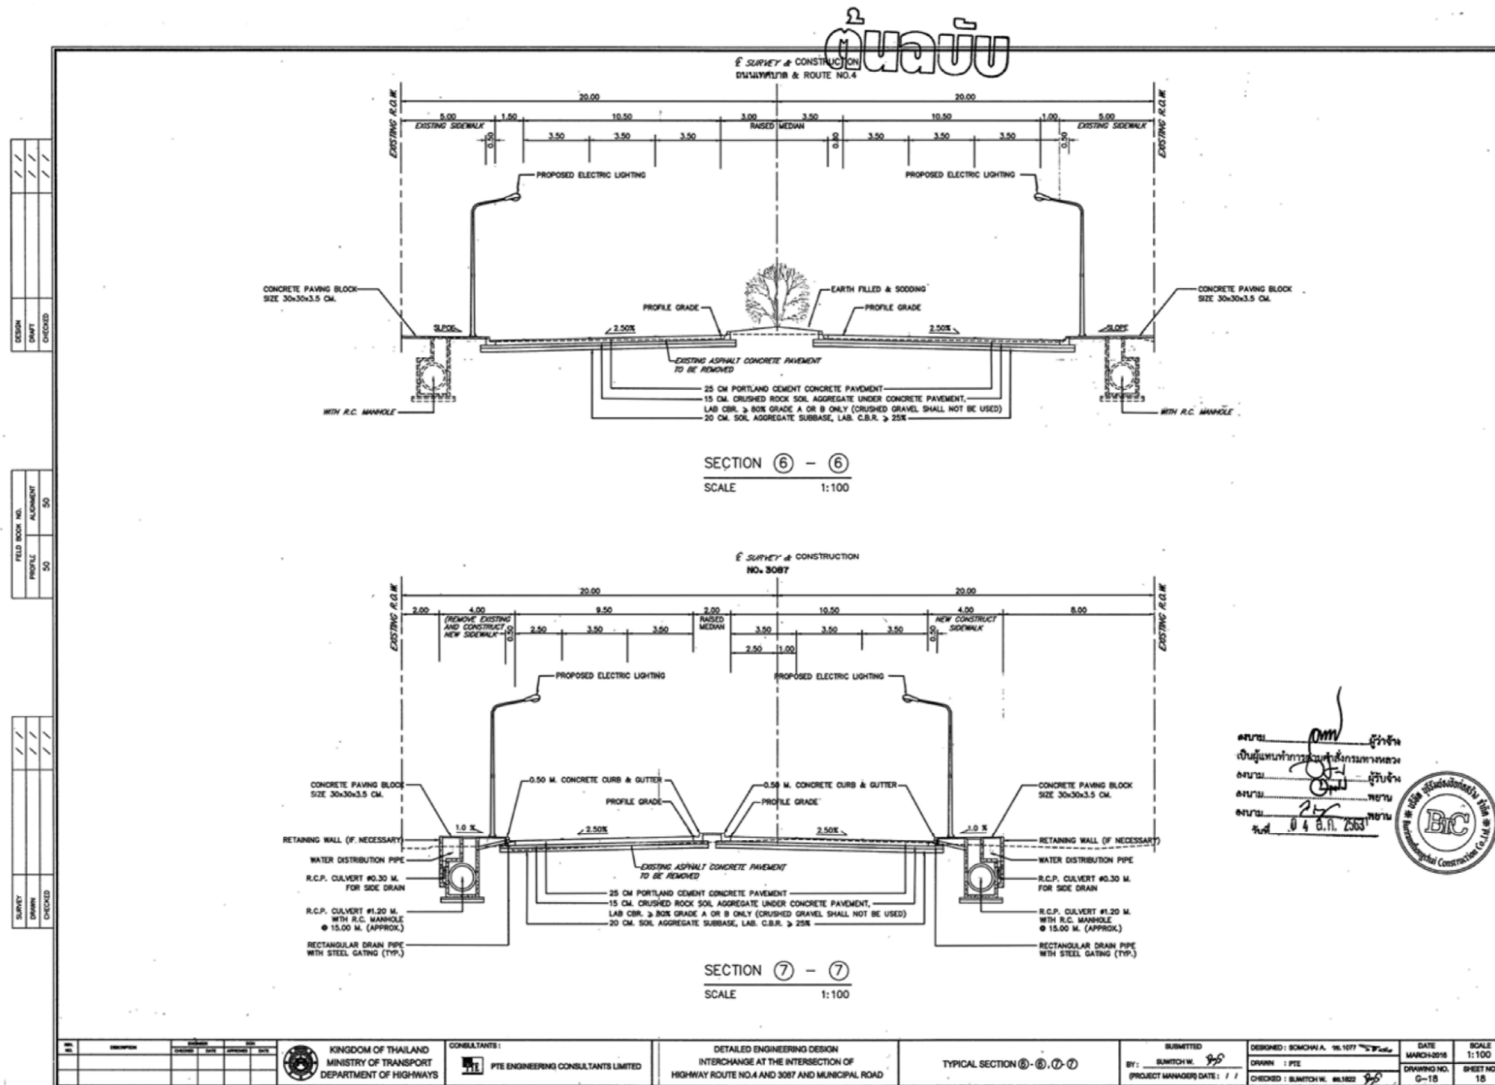 ต้นฉบับ
℄ SURVEY & CONSTRUCTION
ถนนเทศบาล & ROUTE NO.4
EXISTING R.O.W.
EXISTING R.O.W.
20.00 20.00
5.00 1.50 10.50 3.00 3.50 10.50 1.00 5.00
EXISTING SIDEWALK RAISED MEDIAN EXISTING SIDEWALK
0.50 3.50 3.50 3.50 3.50 3.50 3.50 0.50
PROPOSED ELECTRIC LIGHTING PROPOSED ELECTRIC LIGHTING
CONCRETE PAVING BLOCK
SIZE 30x30x3.5 CM.
EARTH FILLED & SODDING
CONCRETE PAVING BLOCK
SIZE 30x30x3.5 CM.
PROFILE GRADE PROFILE GRADE
SLPOE 2.50% 2.50% SLOPE
EXISTING ASPHALT CONCRETE PAVEMENT
TO BE REMOVED
25 CM PORTLAND CEMENT CONCRETE PAVEMENT
15 CM. CRUSHED ROCK SOIL AGGREGATE UNDER CONCRETE PAVEMENT,
LAB CBR. ⩾ 80% GRADE A OR B ONLY (CRUSHED GRAVEL SHALL NOT BE USED)
20 CM. SOIL AGGREGATE SUBBASE, LAB. C.B.R. ⩾ 25%
WITH R.C. MANHOLE WITH R.C. MANHOLE
SECTION 6 - 6
SCALE 1:100
℄ SURVEY & CONSTRUCTION
NO. 3087
EXISTING R.O.W.
EXISTING R.O.W.
20.00 20.00
2.00 4.00 9.50 2.00 10.50 4.00 8.00
(REMOVE EXISTING
AND CONSTRUCT
NEW SIDEWALK
RAISED
MEDIAN
NEW CONSTRUCT
SIDEWALK
0.50 2.50 3.50 3.50 3.50 3.50 3.50 0.50
2.50 1.00
PROPOSED ELECTRIC LIGHTING PROPOSED ELECTRIC LIGHTING
CONCRETE PAVING BLOCK
SIZE 30x30x3.5 CM.
0.50 M. CONCRETE CURB & GUTTER 0.50 M. CONCRETE CURB & GUTTER
CONCRETE PAVING BLOCK
SIZE 30x30x3.5 CM.
PROFILE GRADE PROFILE GRADE
1.0 % 2.50% 2.50% 1.0 %
RETAINING WALL (IF NECESSARY) RETAINING WALL (IF NECESSARY)
WATER DISTRIBUTION PIPE WATER DISTRIBUTION PIPE
EXISTING ASPHALT CONCRETE PAVEMENT
TO BE REMOVED
R.C.P. CULVERT ø0.30 M.
FOR SIDE DRAIN
R.C.P. CULVERT ø0.30 M.
FOR SIDE DRAIN
25 CM PORTLAND CEMENT CONCRETE PAVEMENT
15 CM. CRUSHED ROCK SOIL AGGREGATE UNDER CONCRETE PAVEMENT,
LAB CBR. ⩾ 80% GRADE A OR B ONLY (CRUSHED GRAVEL SHALL NOT BE USED)
20 CM. SOIL AGGREGATE SUBBASE, LAB. C.B.R. ⩾ 25%
R.C.P. CULVERT ø1.20 M.
WITH R.C. MANHOLE
@ 15.00 M. (APPROX.)
R.C.P. CULVERT ø1.20 M.
WITH R.C. MANHOLE
@ 15.00 M. (APPROX.)
RECTANGULAR DRAIN PIPE
WITH STEEL GATING (TYP.)
RECTANGULAR DRAIN PIPE
WITH STEEL GATING (TYP.)
SECTION 7 - 7
SCALE 1:100
ลงนาม ผู้ว่าจ้าง
ลงนาม ผู้รับจ้าง
ลงนาม พยาน
ลงนาม พยาน
วันที่ 0 4 2563
BTC
DESIGN
DRAFT
CHECKED
FIELD BOOK NO.
PROFILE ALIGNMENT
50 50
SURVEY
DRAWN
CHECKED
DESCRIPTION
CHECKED DATE APPROVED DATE
KINGDOM OF THAILAND
MINISTRY OF TRANSPORT
DEPARTMENT OF HIGHWAYS
CONSULTANTS :
PTE ENGINEERING CONSULTANTS LIMITED
DETAILED ENGINEERING DESIGN
INTERCHANGE AT THE INTERSECTION OF
HIGHWAY ROUTE NO.4 AND 3087 AND MUNICIPAL ROAD
TYPICAL SECTION 6-6, 7-7
SUBMITTED
BY : SUMITCH W.
(PROJECT MANAGER) DATE : / /
DESIGNED : SOMCHAI A.
DRAWN : PTE
CHECKED : SUMITCH W.
DATE
MARCH-2016
DRAWING NO.
G-18
SCALE
1:100
SHEET NO.
18